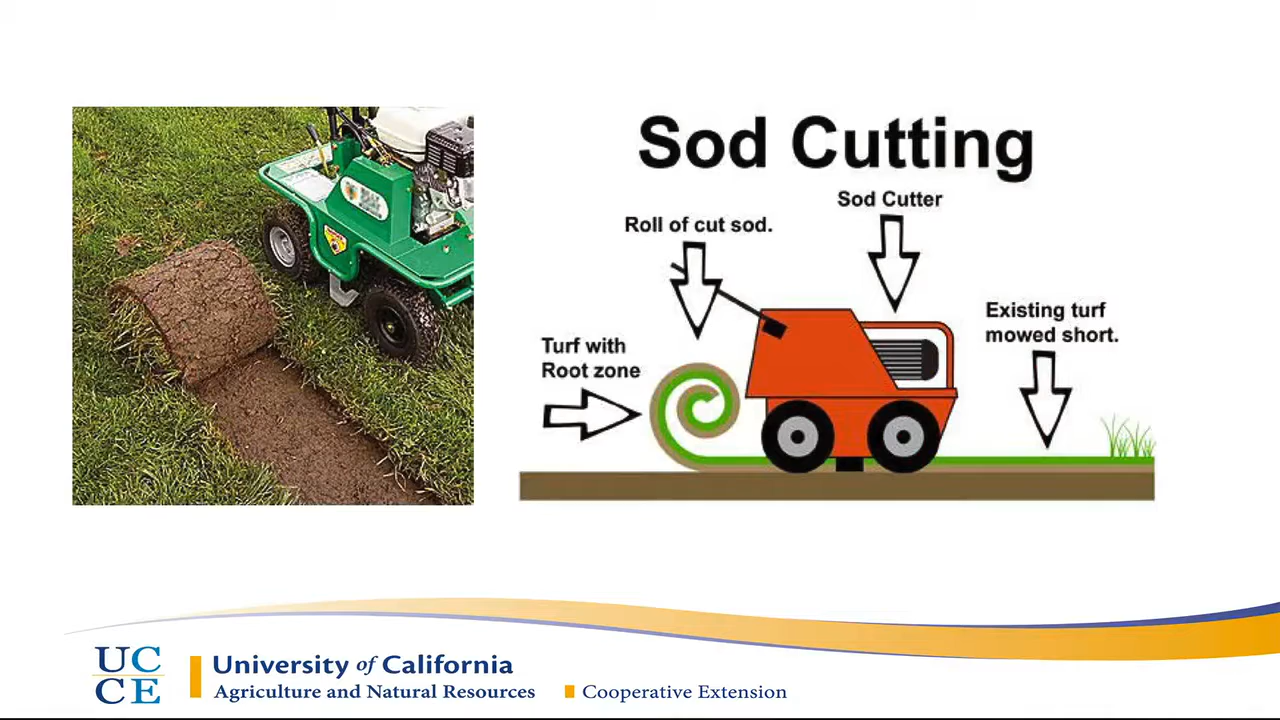 Sod Cutting
Sod Cutter
Roll of cut sod.
Existing turf
mowed short.
Turf with
Root zone
UC
CE
University of California
Agriculture and Natural Resources
Cooperative Extension